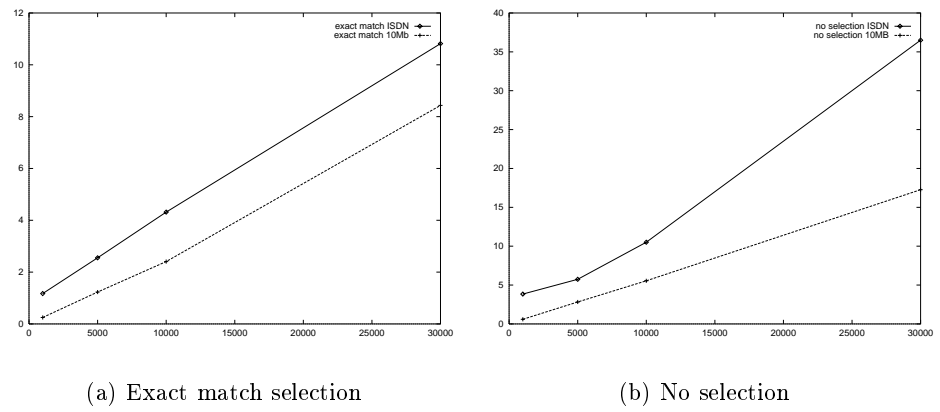 12
10
8
6
4
2
0
0 5000 10000 15000 20000 25000 30000
exact match ISDN
exact match 10Mb
(a) Exact match selection
40
35
30
25
20
15
10
5
0
0 5000 10000 15000 20000 25000 30000
no selection ISDN
no selection 10MB
(b) No selection